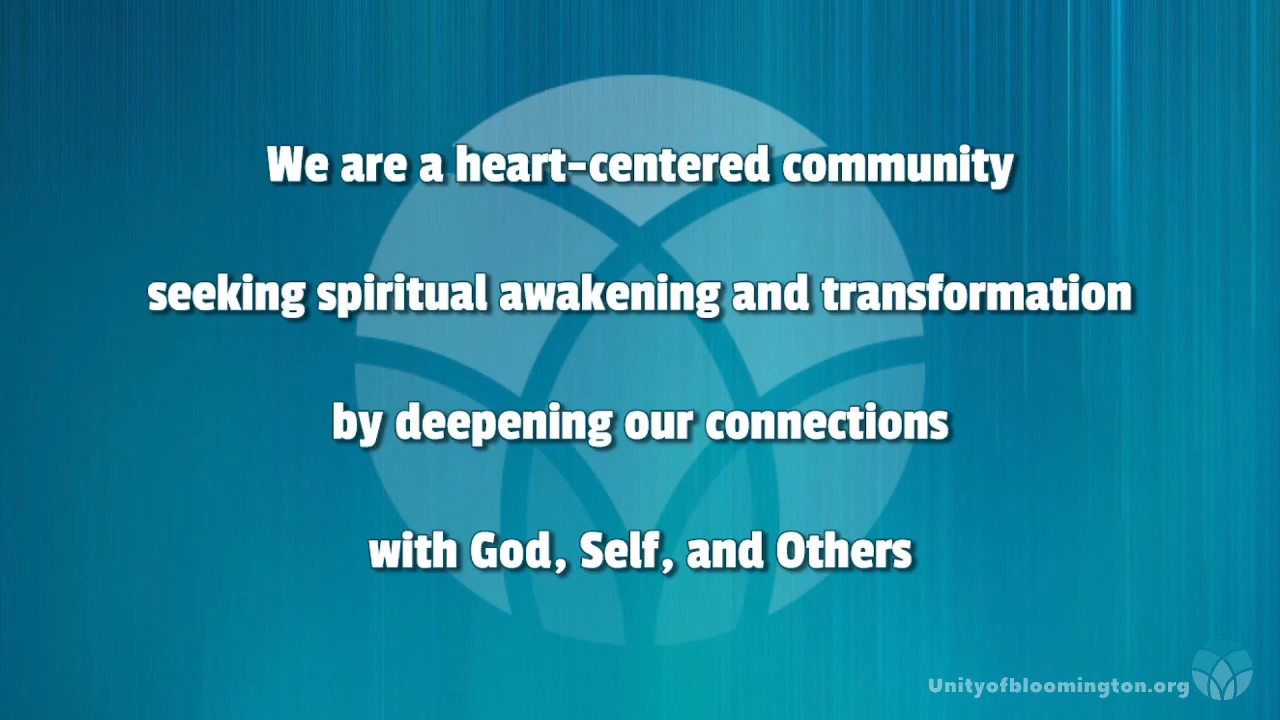 We are a heart-centered community
seeking spiritual awakening and transformation
by deepening our connections
with God, Self, and Others
Unityofbloomington.org